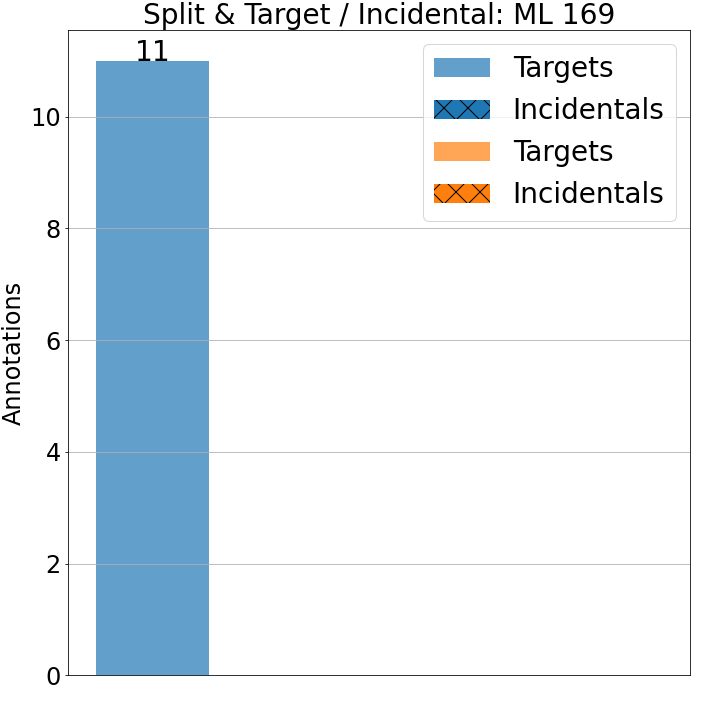 Split & Target / Incidental: ML 169
11
Targets
Incidentals
Targets
Incidentals
Annotations
10
8
6
4
2
0